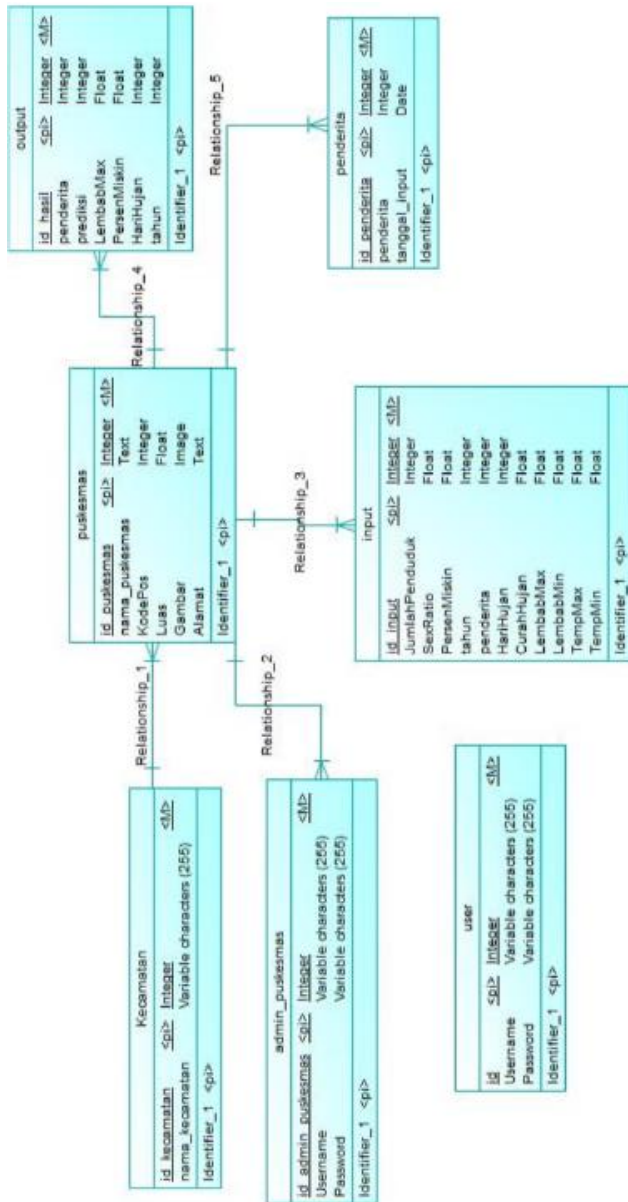 output
id_hasil <pi> Integer <M>
penderita Integer
prediksi Integer
LembabMax Float
PersenMiskin Float
HariHujan Integer
tahun Integer
Identifier_1 <pi>
Relationship_5
penderita
id_penderita <pi> Integer <M>
penderita Integer
tanggal_input Date
Identifier_1 <pi>
Relationship_4
puskesmas
id_puskesmas <pi> Integer <M>
nama_puskesmas Text
KodePos Integer
Luas Float
Gambar Image
Alamat Text
Identifier_1 <pi>
Relationship_3
input
id_input <pi> Integer <M>
JumlahPenduduk Integer
SexRatio Float
PersenMiskin Float
tahun Integer
penderita Integer
HariHujan Integer
CurahHujan Float
LembabMax Float
LembabMin Float
TempMax Float
TempMin Float
Identifier_1 <pi>
Relationship_1
Relationship_2
Kecamatan
id_kecamatan <pi> Integer <M>
nama_kecamatan Variable characters (255)
Identifier_1 <pi>
admin_puskesmas
id_admin_puskesmas <pi> Integer <M>
Username Variable characters (255)
Password Variable characters (255)
Identifier_1 <pi>
user
id <pi> Integer <M>
Username Variable characters (255)
Password Variable characters (255)
Identifier_1 <pi>